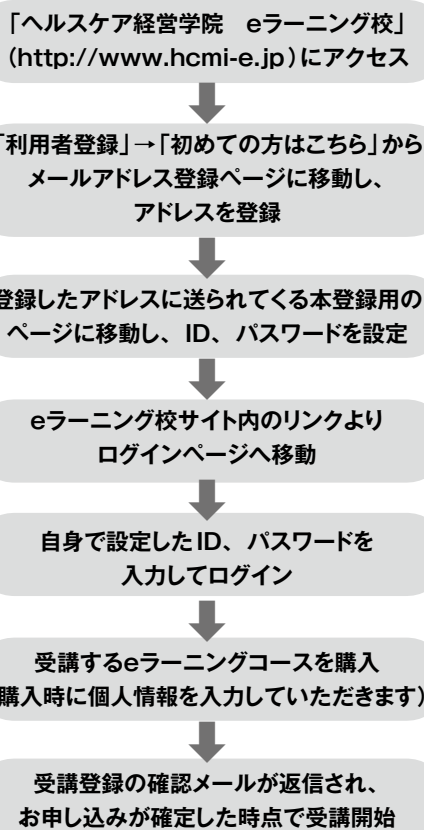 「ヘルスケア経営学院　eラーニング校」
(http://www.hcmi-e.jp)にアクセス
「利用者登録」→「初めての方はこちら」から
メールアドレス登録ページに移動し、
アドレスを登録
登録したアドレスに送られてくる本登録用の
ページに移動し、ID、パスワードを設定
eラーニング校サイト内のリンクより
ログインページへ移動
自身で設定したID、パスワードを
入力してログイン
受講するeラーニングコースを購入
(購入時に個人情報を入力していただきます)
受講登録の確認メールが返信され、
お申し込みが確定した時点で受講開始